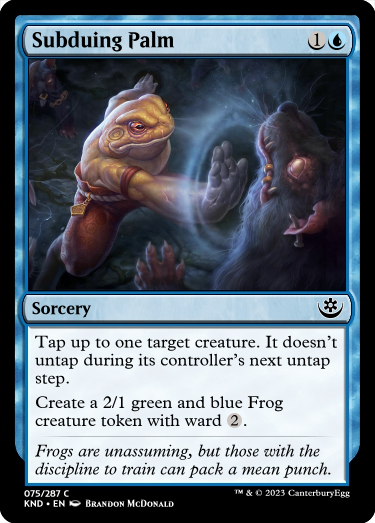 Subduing Palm 1
Sorcery
Tap up to one target creature. It doesn't
untap during its controller's next untap
step.
Create a 2/1 green and blue Frog
creature token with ward 2.
Frogs are unassuming, but those with the
discipline to train can pack a mean punch.
075/287 C
KND • EN Brandon McDonald
™ & © 2023 CanterburyEgg